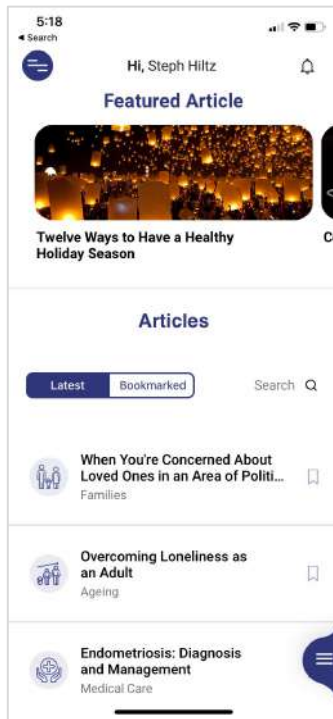 5:18
◀ Search
Hi, Steph Hiltz
Featured Article
Twelve Ways to Have a Healthy
Holiday Season
C
Articles
Latest
Bookmarked
Search
When You're Concerned About
Loved Ones in an Area of Politi...
Families
Overcoming Loneliness as
an Adult
Ageing
Endometriosis: Diagnosis
and Management
Medical Care